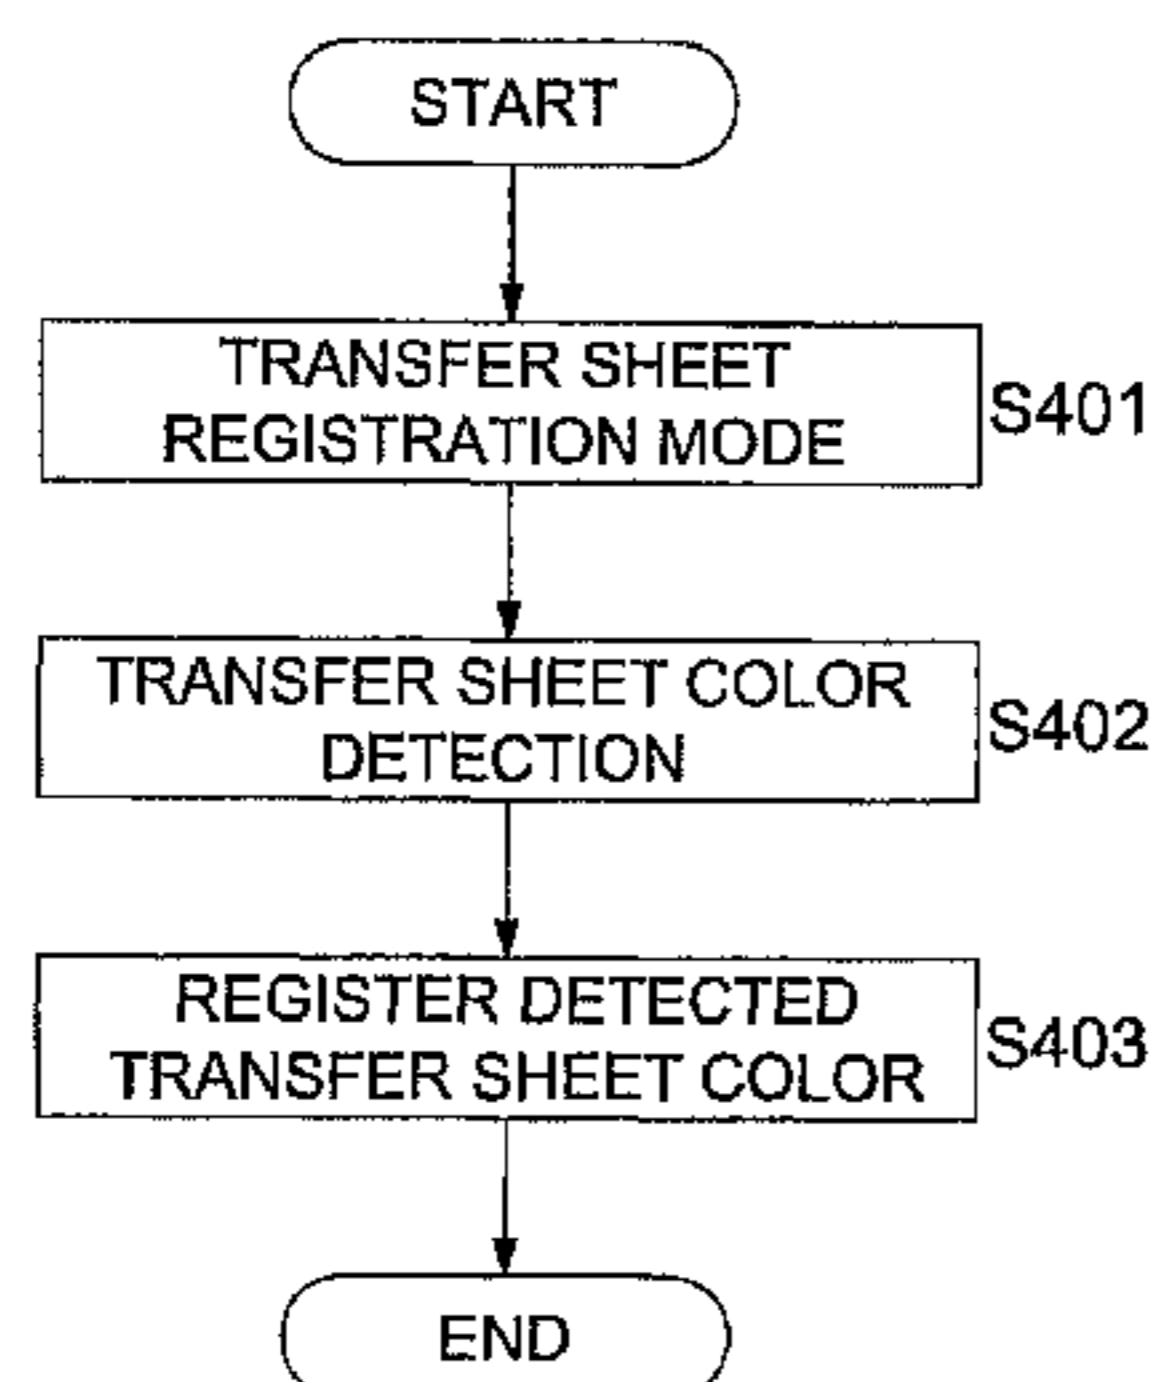 START
TRANSFER SHEET
REGISTRATION MODE
S401
TRANSFER SHEET COLOR
DETECTION
S402
REGISTER DETECTED
TRANSFER SHEET COLOR
S403
END